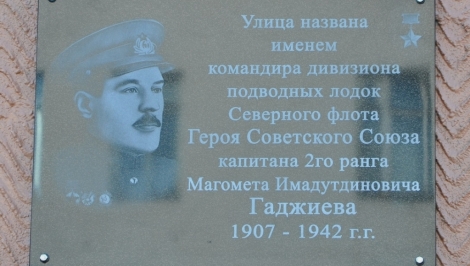 Улица названа
именем
командира дивизиона
подводных лодок
Северного флота
Героя Советского Союза
капитана 2го ранга
Магомета Имадутдиновича
Гаджиева
1907 - 1942 г.г.